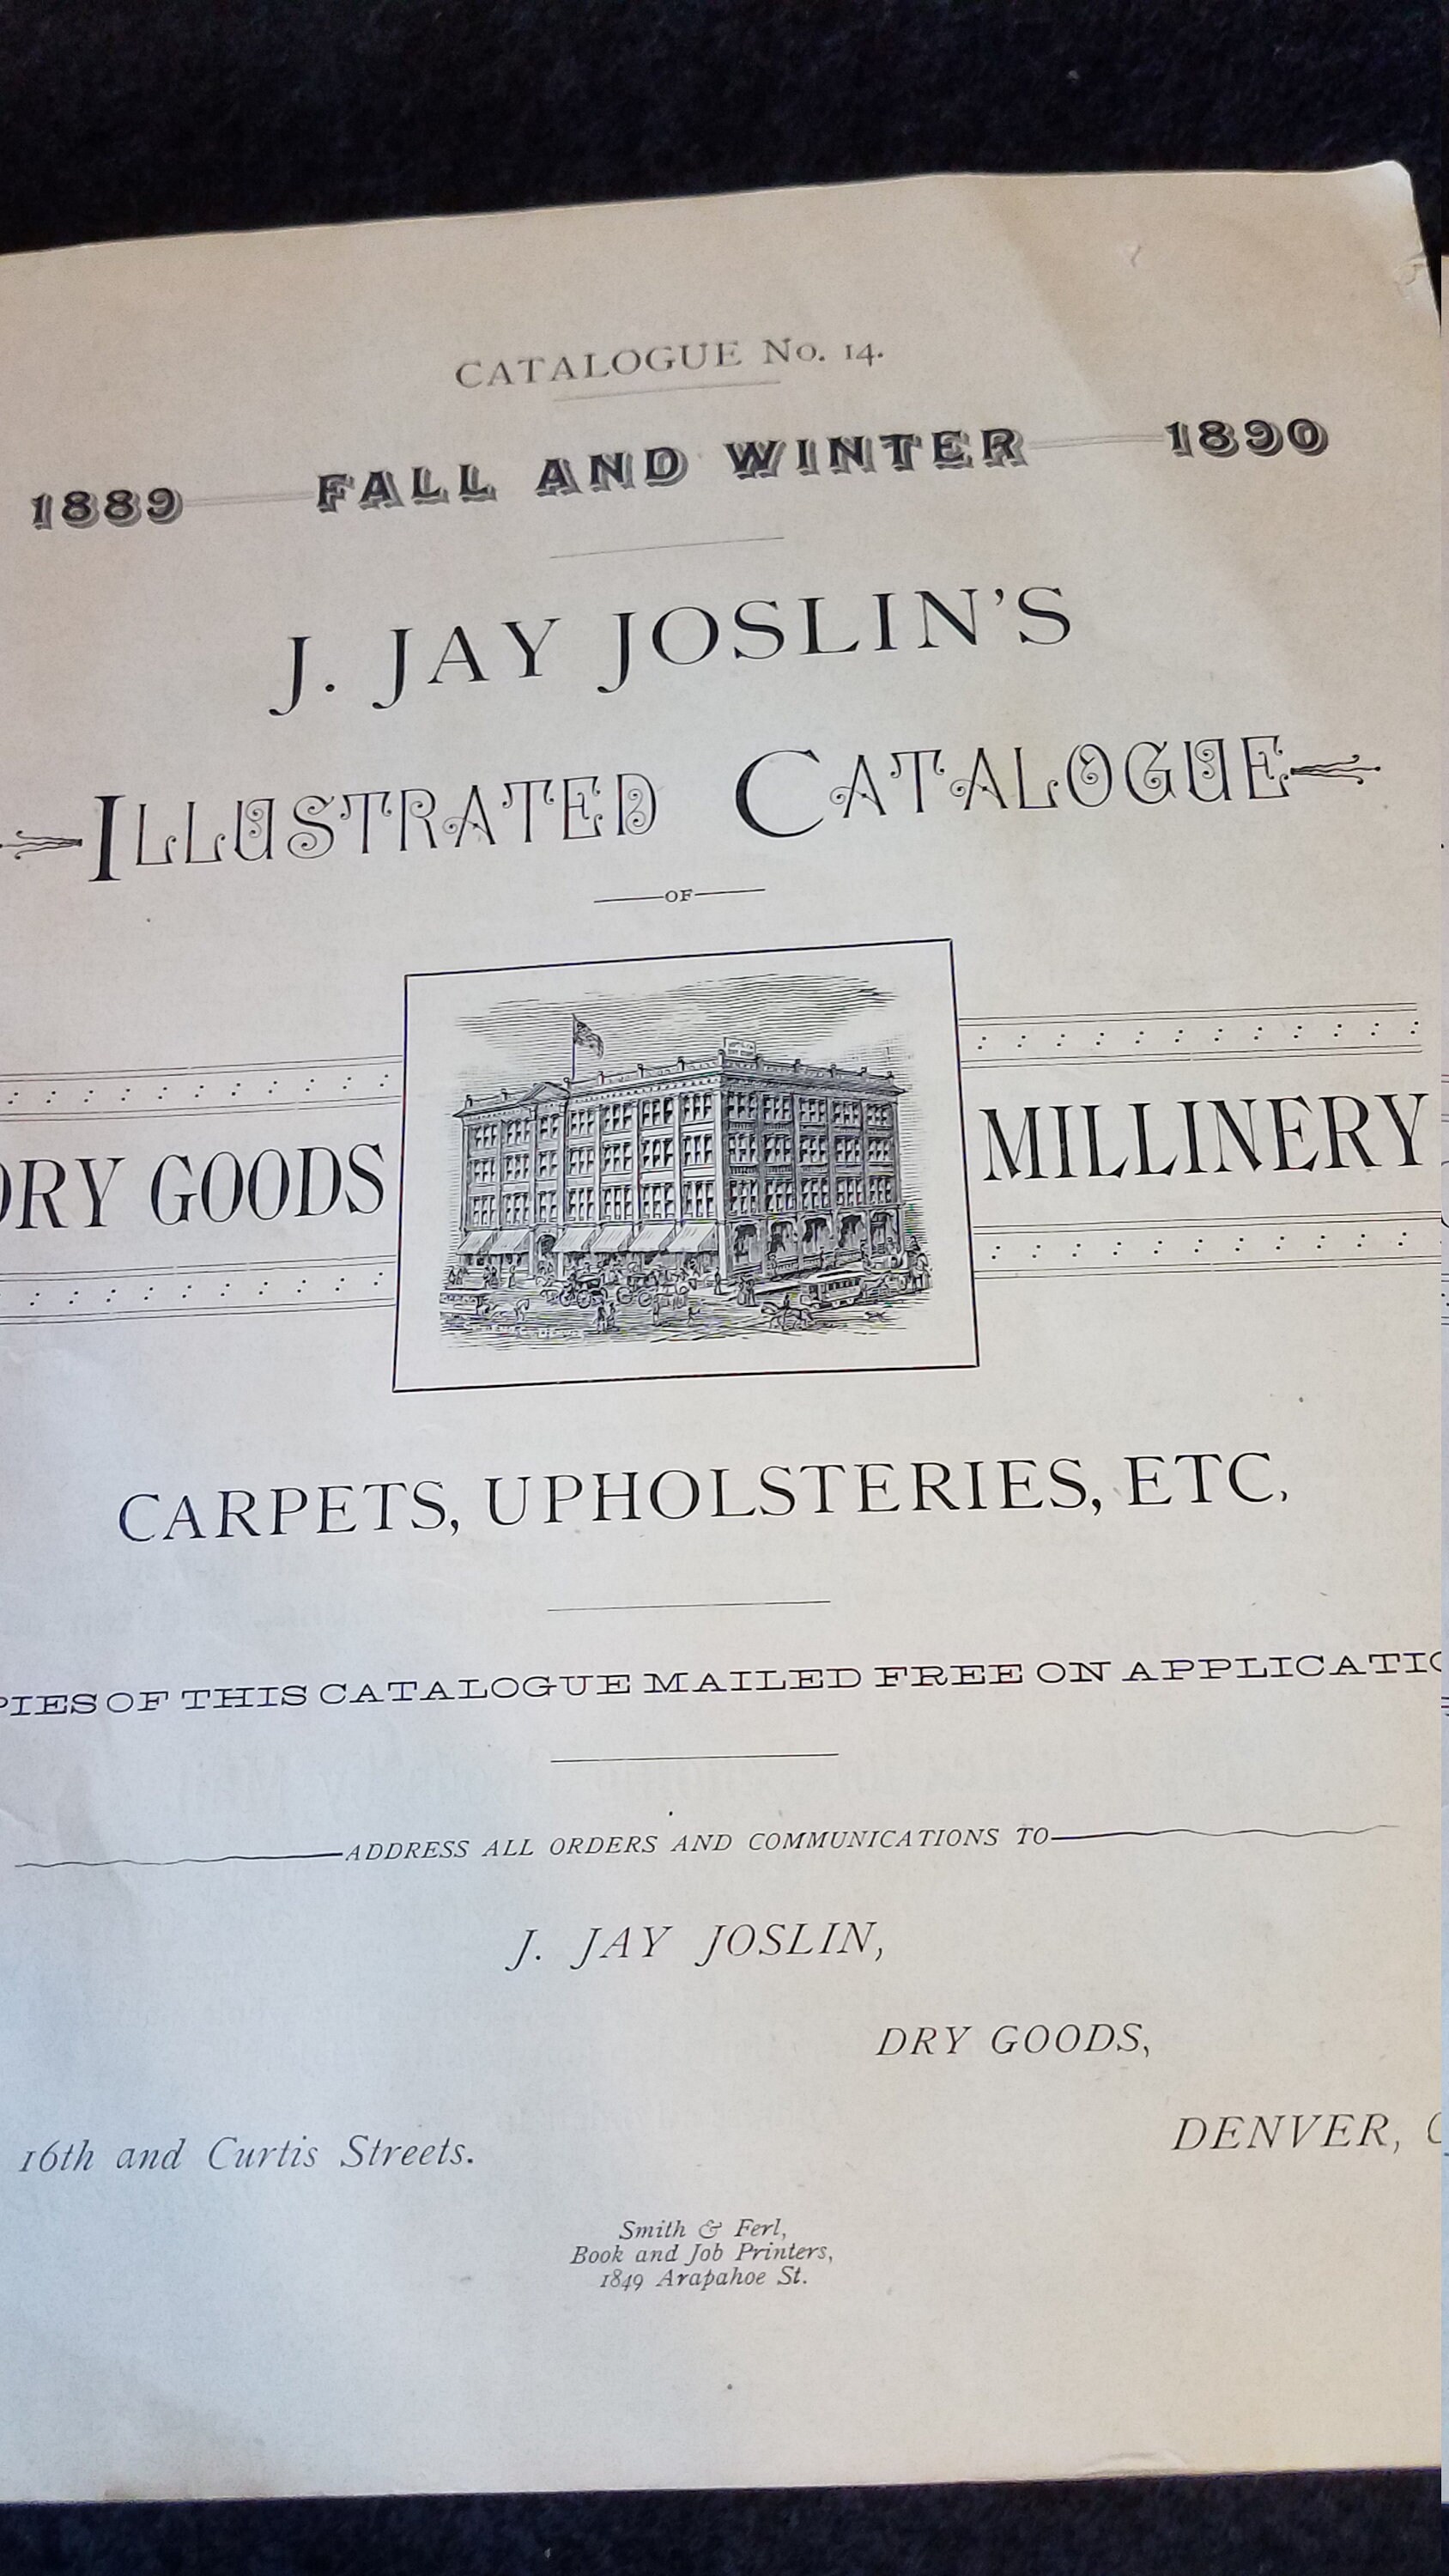 CATALOGUE No. 14.
1889 FALL AND WINTER 1890
J. JAY JOSLIN'S
ILLUSTRATED CATALOGUE
OF
DRY GOODS MILLINERY
CARPETS, UPHOLSTERIES, ETC.
PIES OF THIS CATALOGUE MAILED FREE ON APPLICATIO
ADDRESS ALL ORDERS AND COMMUNICATIONS TO
J. JAY JOSLIN,
DRY GOODS,
16th and Curtis Streets. DENVER, C
Smith & Ferl,
Book and Job Printers,
1849 Arapahoe St.